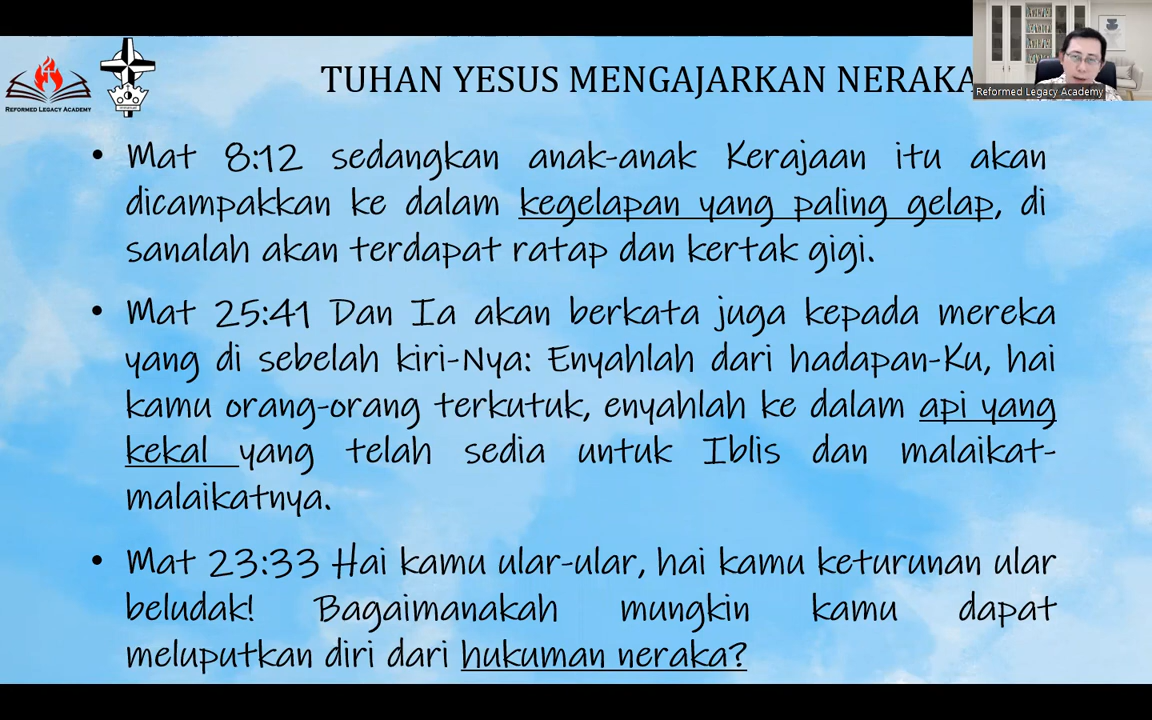 TUHAN YESUS MENGAJARKAN NERAKA
Reformed Legacy Academy
REFORMED LEGACY ACADEMY
• Mat 8:12 sedangkan anak-anak Kerajaan itu akan
dicampakkan ke dalam kegelapan yang paling gelap, di
sanalah akan terdapat ratap dan kertak gigi.
• Mat 25:41 Dan Ia akan berkata juga kepada mereka
yang di sebelah kiri-Nya: Enyahlah dari hadapan-Ku, hai
kamu orang-orang terkutuk, enyahlah ke dalam api yang
kekal yang telah sedia untuk Iblis dan malaikat-
malaikatnya.
• Mat 23:33 Hai kamu ular-ular, hai kamu keturunan ular
beludak! Bagaimanakah mungkin kamu dapat
meluputkan diri dari hukuman neraka?